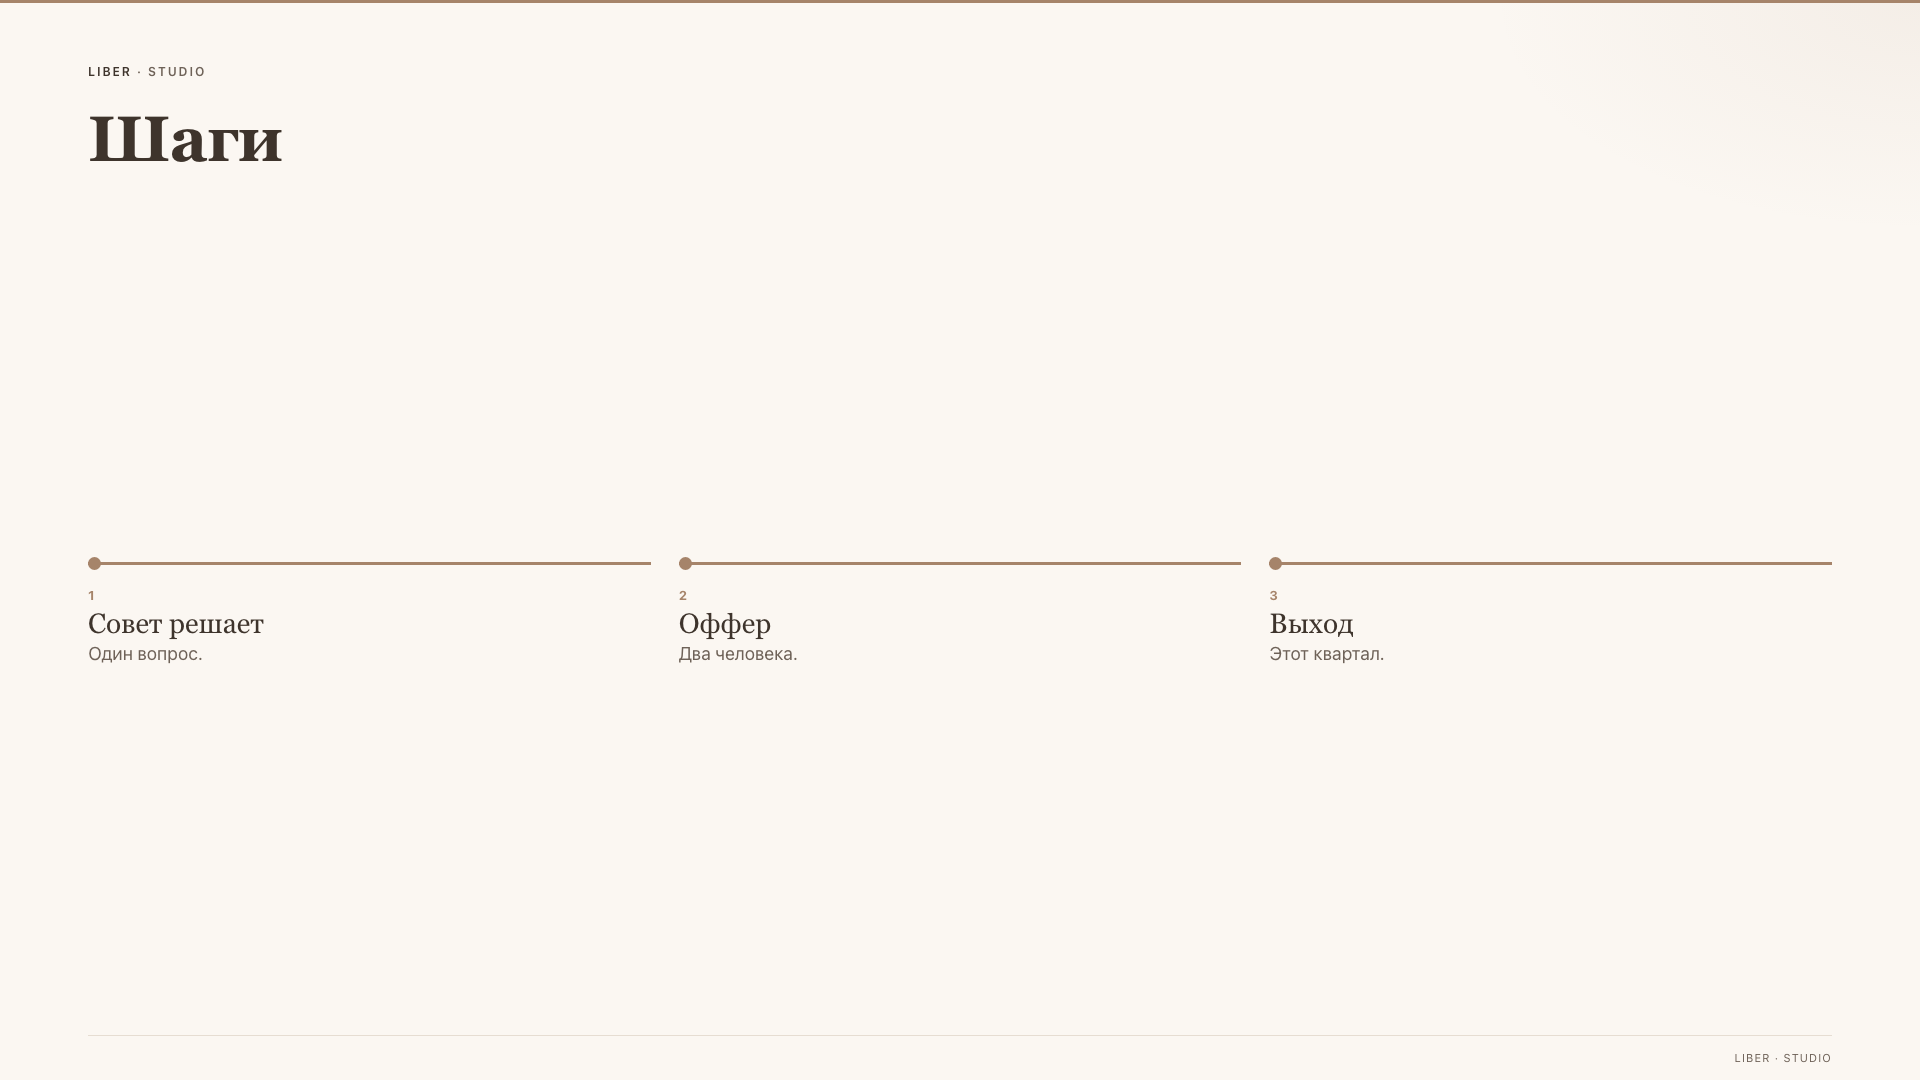 LIBER · STUDIO
Шаги
1
Совет решает
Один вопрос.
2
Оффер
Два человека.
3
Выход
Этот квартал.
LIBER · STUDIO